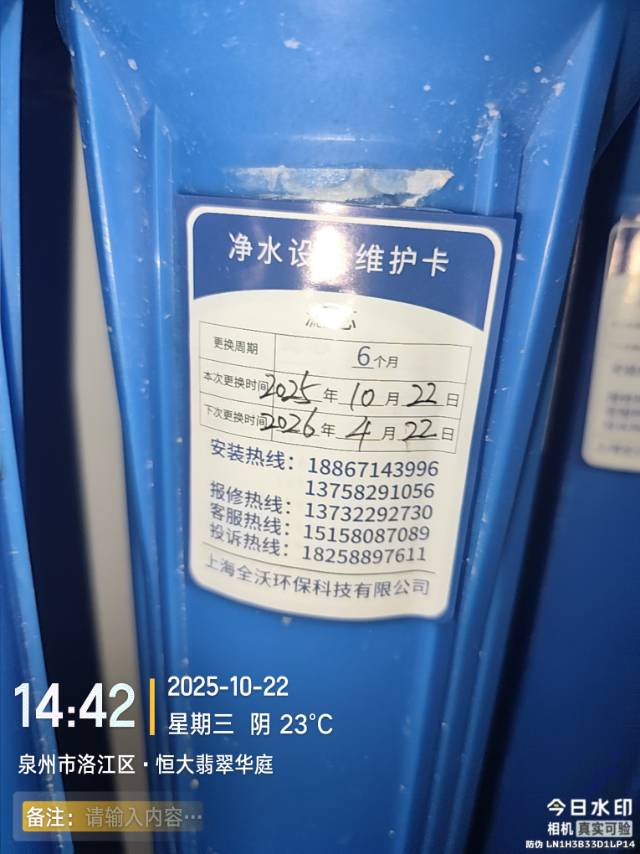 净水设 维护卡
滤芯
更换周期 6个月
本次更换时间2025年10月22日
下次更换时间2026年4月22日
安装热线：18867143996
13758291056
报修热线：13732292730
客服热线：15158087089
投诉热线：18258897611
上海全沃环保科技有限公司
14:42
2025-10-22
星期三 阴 23°C
泉州市洛江区·恒大翡翠华庭
备注：请输入内容…
今日水印
相机 真实可验
防伪 LN1H3B33D1LP14